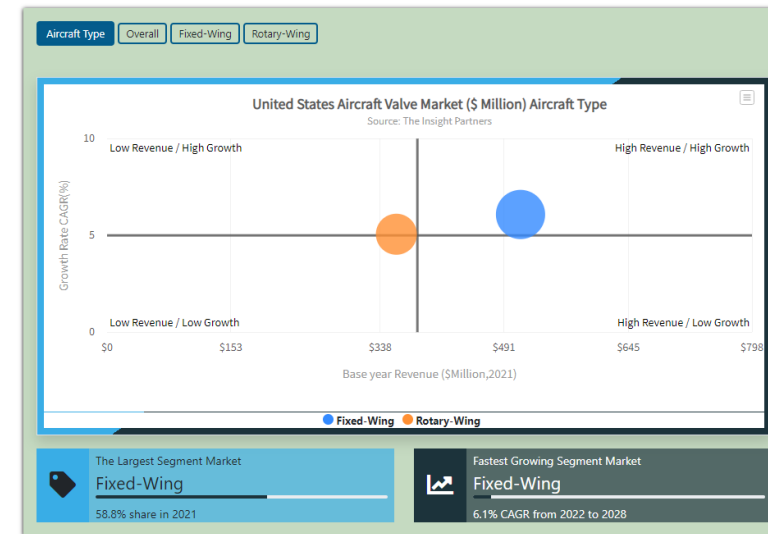 Aircraft Type Overall Fixed-Wing Rotary-Wing
United States Aircraft Valve Market ($ Million) Aircraft Type
Source: The Insight Partners
10
Low Revenue / High Growth High Revenue / High Growth
Growth Rate CAGR(%)
5
Low Revenue / Low Growth High Revenue / Low Growth
0
$0 $153 $338 $491 $645 $798
Base year Revenue ($Million,2021)
Fixed-Wing Rotary-Wing
The Largest Segment Market
Fixed-Wing
58.8% share in 2021
Fastest Growing Segment Market
Fixed-Wing
6.1% CAGR from 2022 to 2028